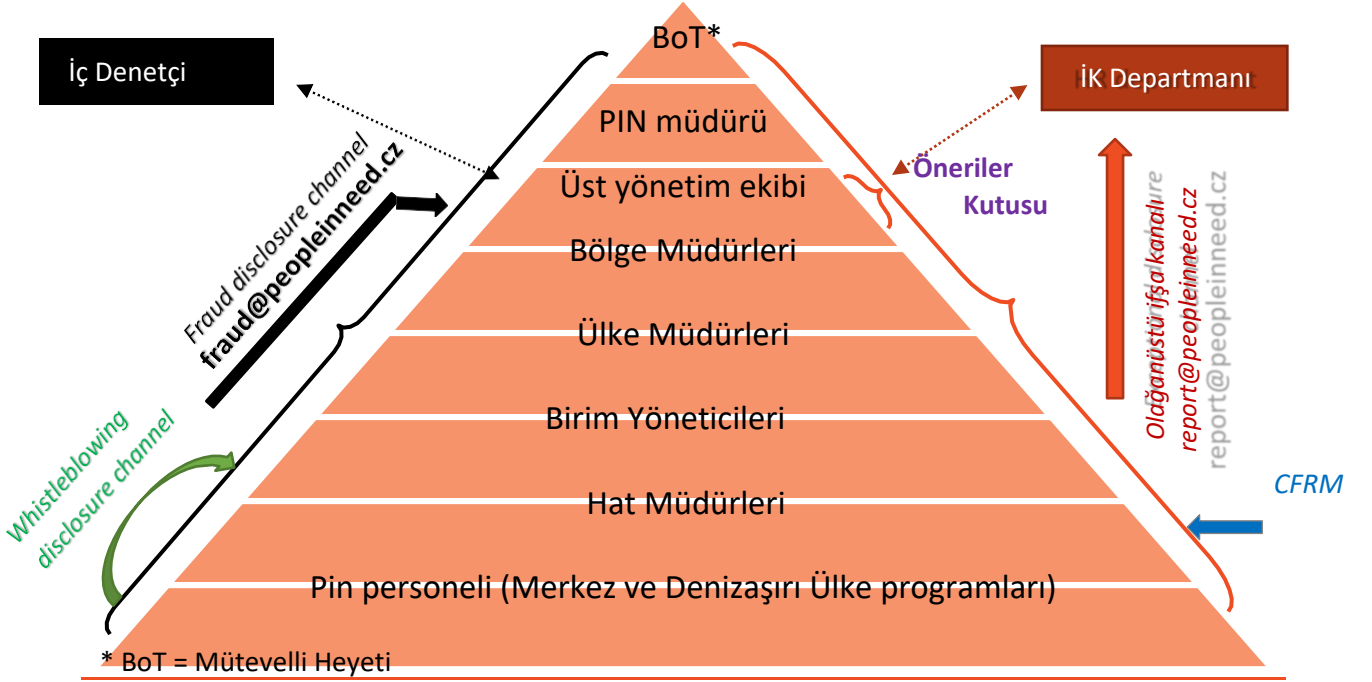 BoT*
İç Denetçi
İK Departmanı
PIN müdürü
Fraud disclosure channel
fraud@peopleinneed.cz
Üst yönetim ekibi
Öneriler
Kutusu
Bölge Müdürleri
Olağanüstü ifşa kanalı:
report@peopleinneed.cz
report@peopleinneed.cz
Ülke Müdürleri
Birim Yöneticileri
Whistleblowing
disclosure channel
Hat Müdürleri
CFRM
Pin personeli (Merkez ve Denizaşırı Ülke programları)
* BoT = Mütevelli Heyeti